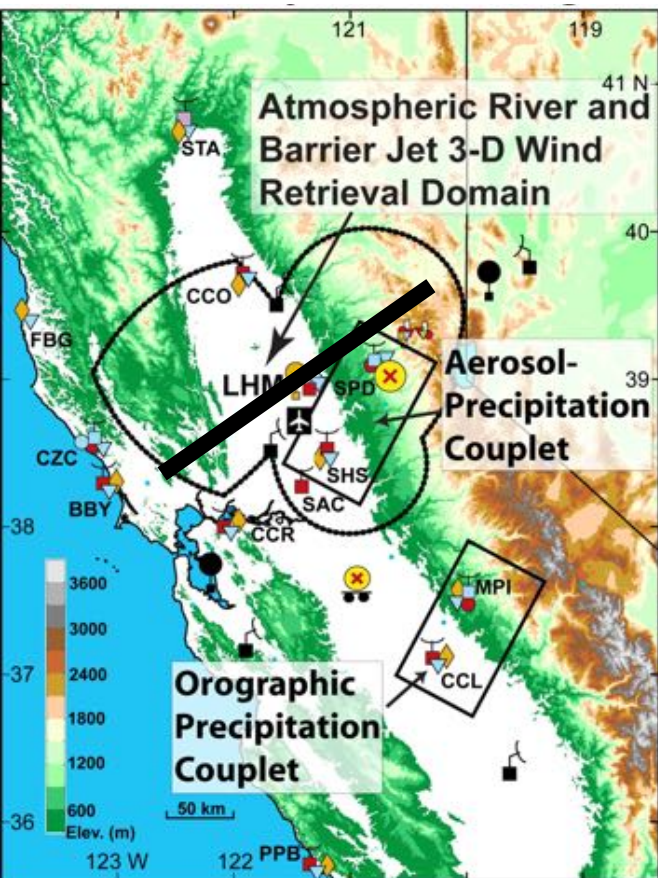 121
119
41 N
Atmospheric River and
Barrier Jet 3-D Wind
Retrieval Domain
STA
40
CCO
FBG
LHM
SPD
39
Aerosol-
Precipitation
Couplet
CZC
SHS
BBY
SAC
38
CCR
3600
MPI
3000
37
2400
CCL
Orographic
Precipitation
Couplet
1800
1200
600
50 km
36
Elev. (m)
123 W
122
PPB